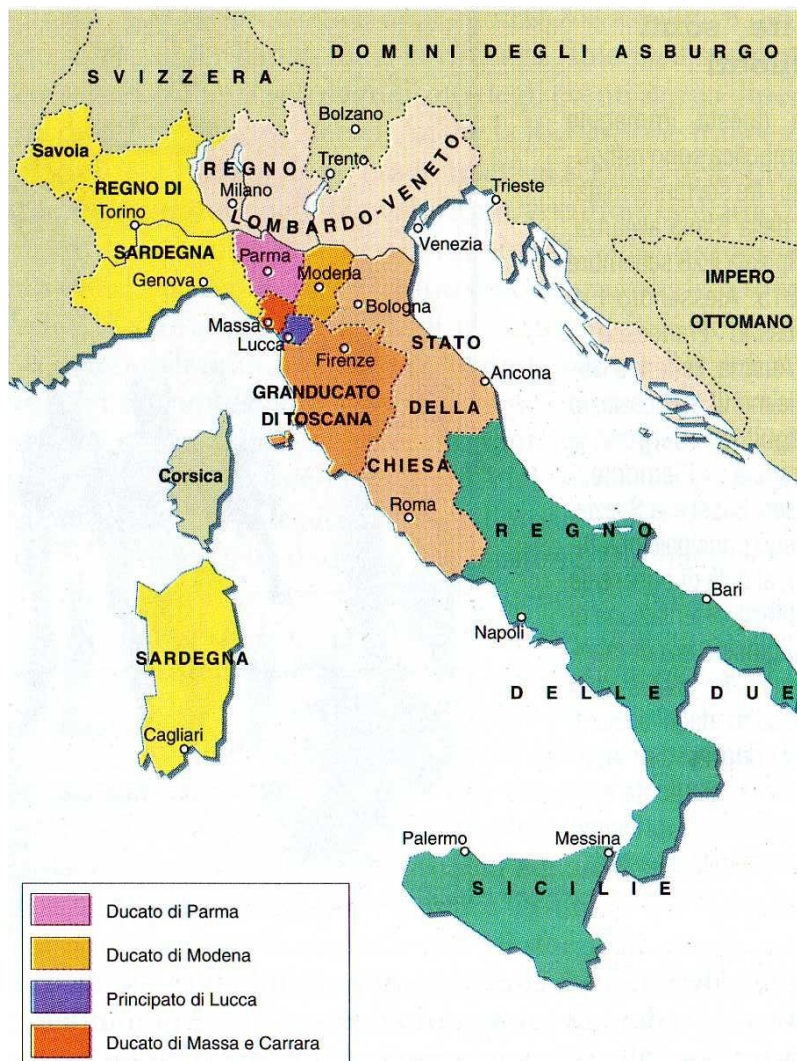 DOMINI DEGLI ASBURGO
SVIZZERA
Bolzano
Savoia
Trento
REGNO
REGNO DI
Milano
LOMBARDO-VENETO
Trieste
Torino
Venezia
SARDEGNA
Parma
Genova
Modena
IMPERO
OTTOMANO
Bologna
Massa
Lucca
STATO
Firenze
Ancona
GRANDUCATO
DI TOSCANA
DELLA
CHIESA
Corsica
Roma
REGNO
Bari
Napoli
SARDEGNA
DELLE DUE
Cagliari
Palermo
Messina
SICILIE
Ducato di Parma
Ducato di Modena
Principato di Lucca
Ducato di Massa e Carrara